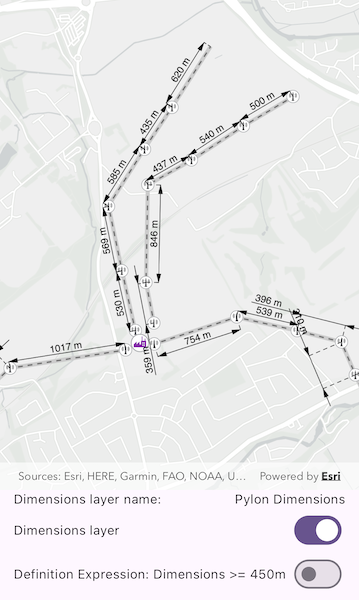 620 m
435 m
500 m
540 m
585 m
437 m
569 m
846 m
530 m
396 m
539 m
359 m
754 m
1017 m
Sources: Esri, HERE, Garmin, FAO, NOAA, U... Powered by Esri
Dimensions layer name: Pylon Dimensions
Dimensions layer
Definition Expression: Dimensions >= 450m